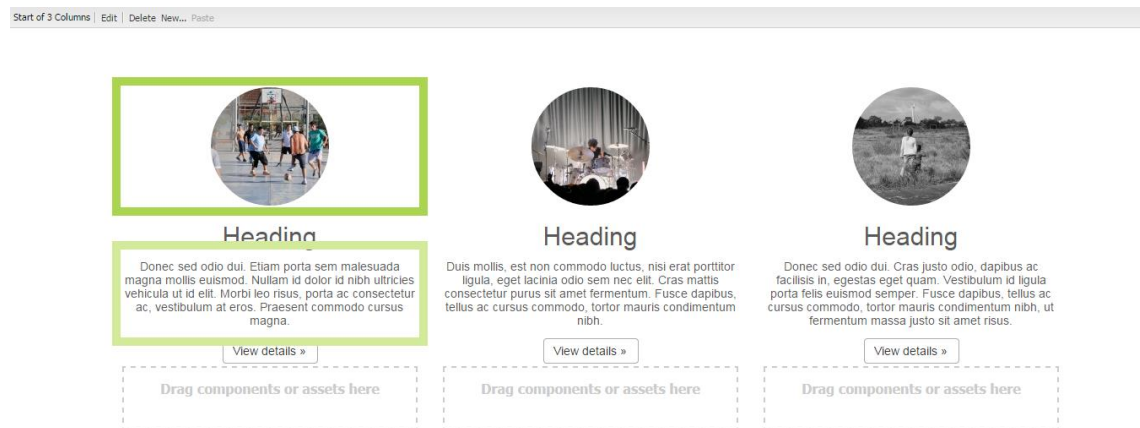 Start of 3 Columns | Edit | Delete New... Paste
Heading
Donec sed odio dui. Etiam porta sem malesuada
magna mollis euismod. Nullam id dolor id nibh ultricies
vehicula ut id elit. Morbi leo risus, porta ac consectetur
ac, vestibulum at eros. Praesent commodo cursus
magna.
View details »
Drag components or assets here
Heading
Duis mollis, est non commodo luctus, nisi erat porttitor
ligula, eget lacinia odio sem nec elit. Cras mattis
consectetur purus sit amet fermentum. Fusce dapibus,
tellus ac cursus commodo, tortor mauris condimentum
nibh.
View details »
Drag components or assets here
Heading
Donec sed odio dui. Cras justo odio, dapibus ac
facilisis in, egestas eget quam. Vestibulum id ligula
porta felis euismod semper. Fusce dapibus, tellus ac
cursus commodo, tortor mauris condimentum nibh, ut
fermentum massa justo sit amet risus.
View details »
Drag components or assets here